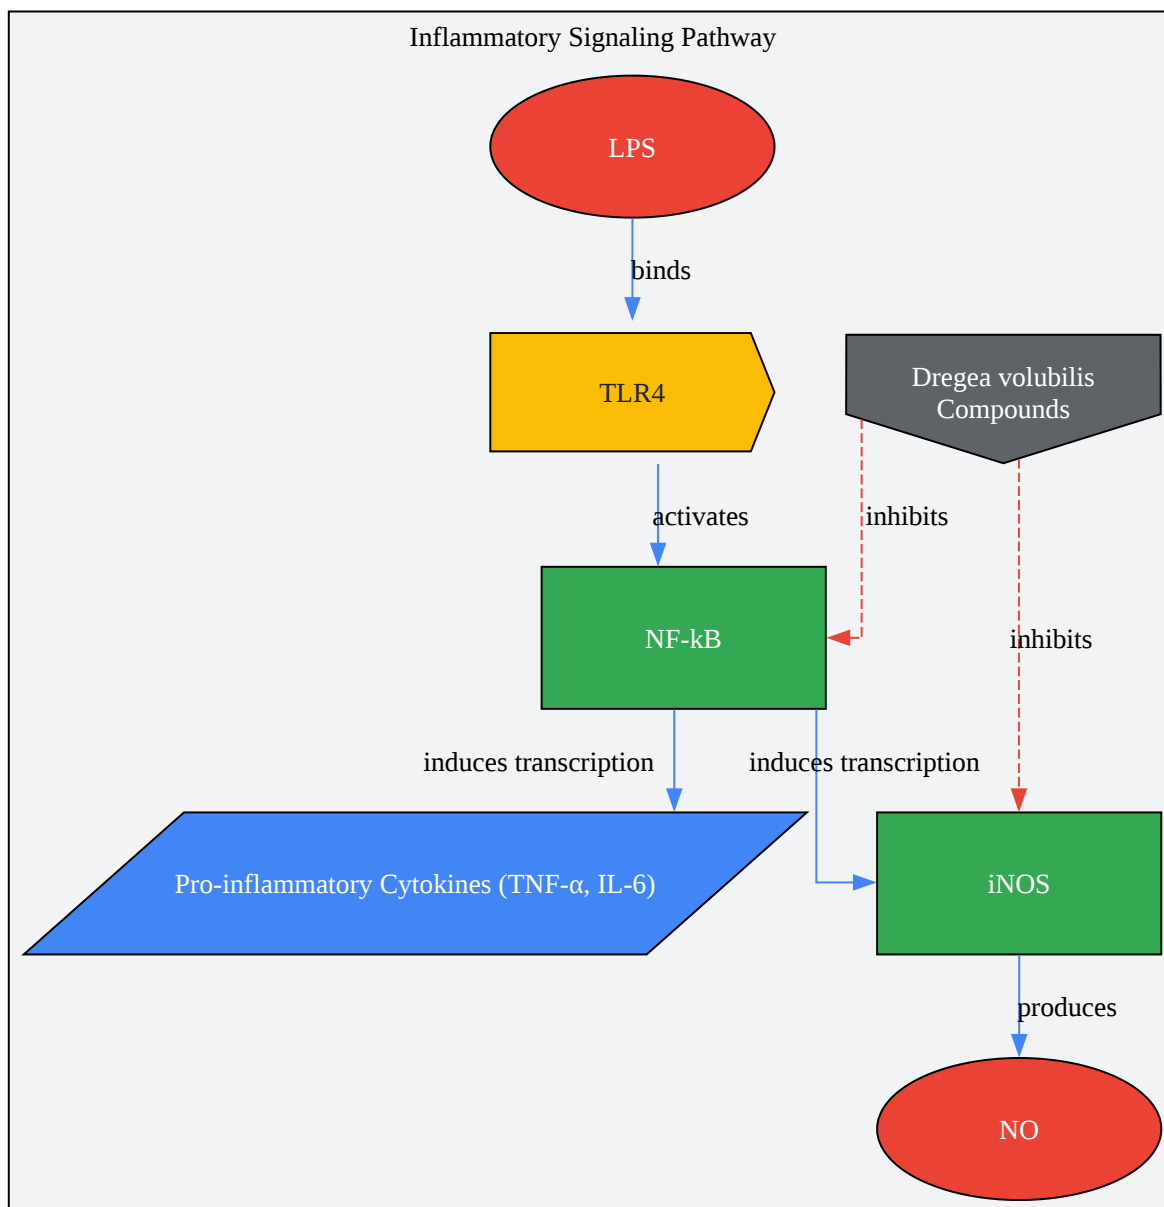 Inflammatory Signaling Pathway
LPS
binds
TLR4
Dregea volubilis
Compounds
activates
inhibits
NF-kB
inhibits
induces transcription
induces transcription
Pro-inflammatory Cytokines (TNF-α, IL-6)
iNOS
produces
NO